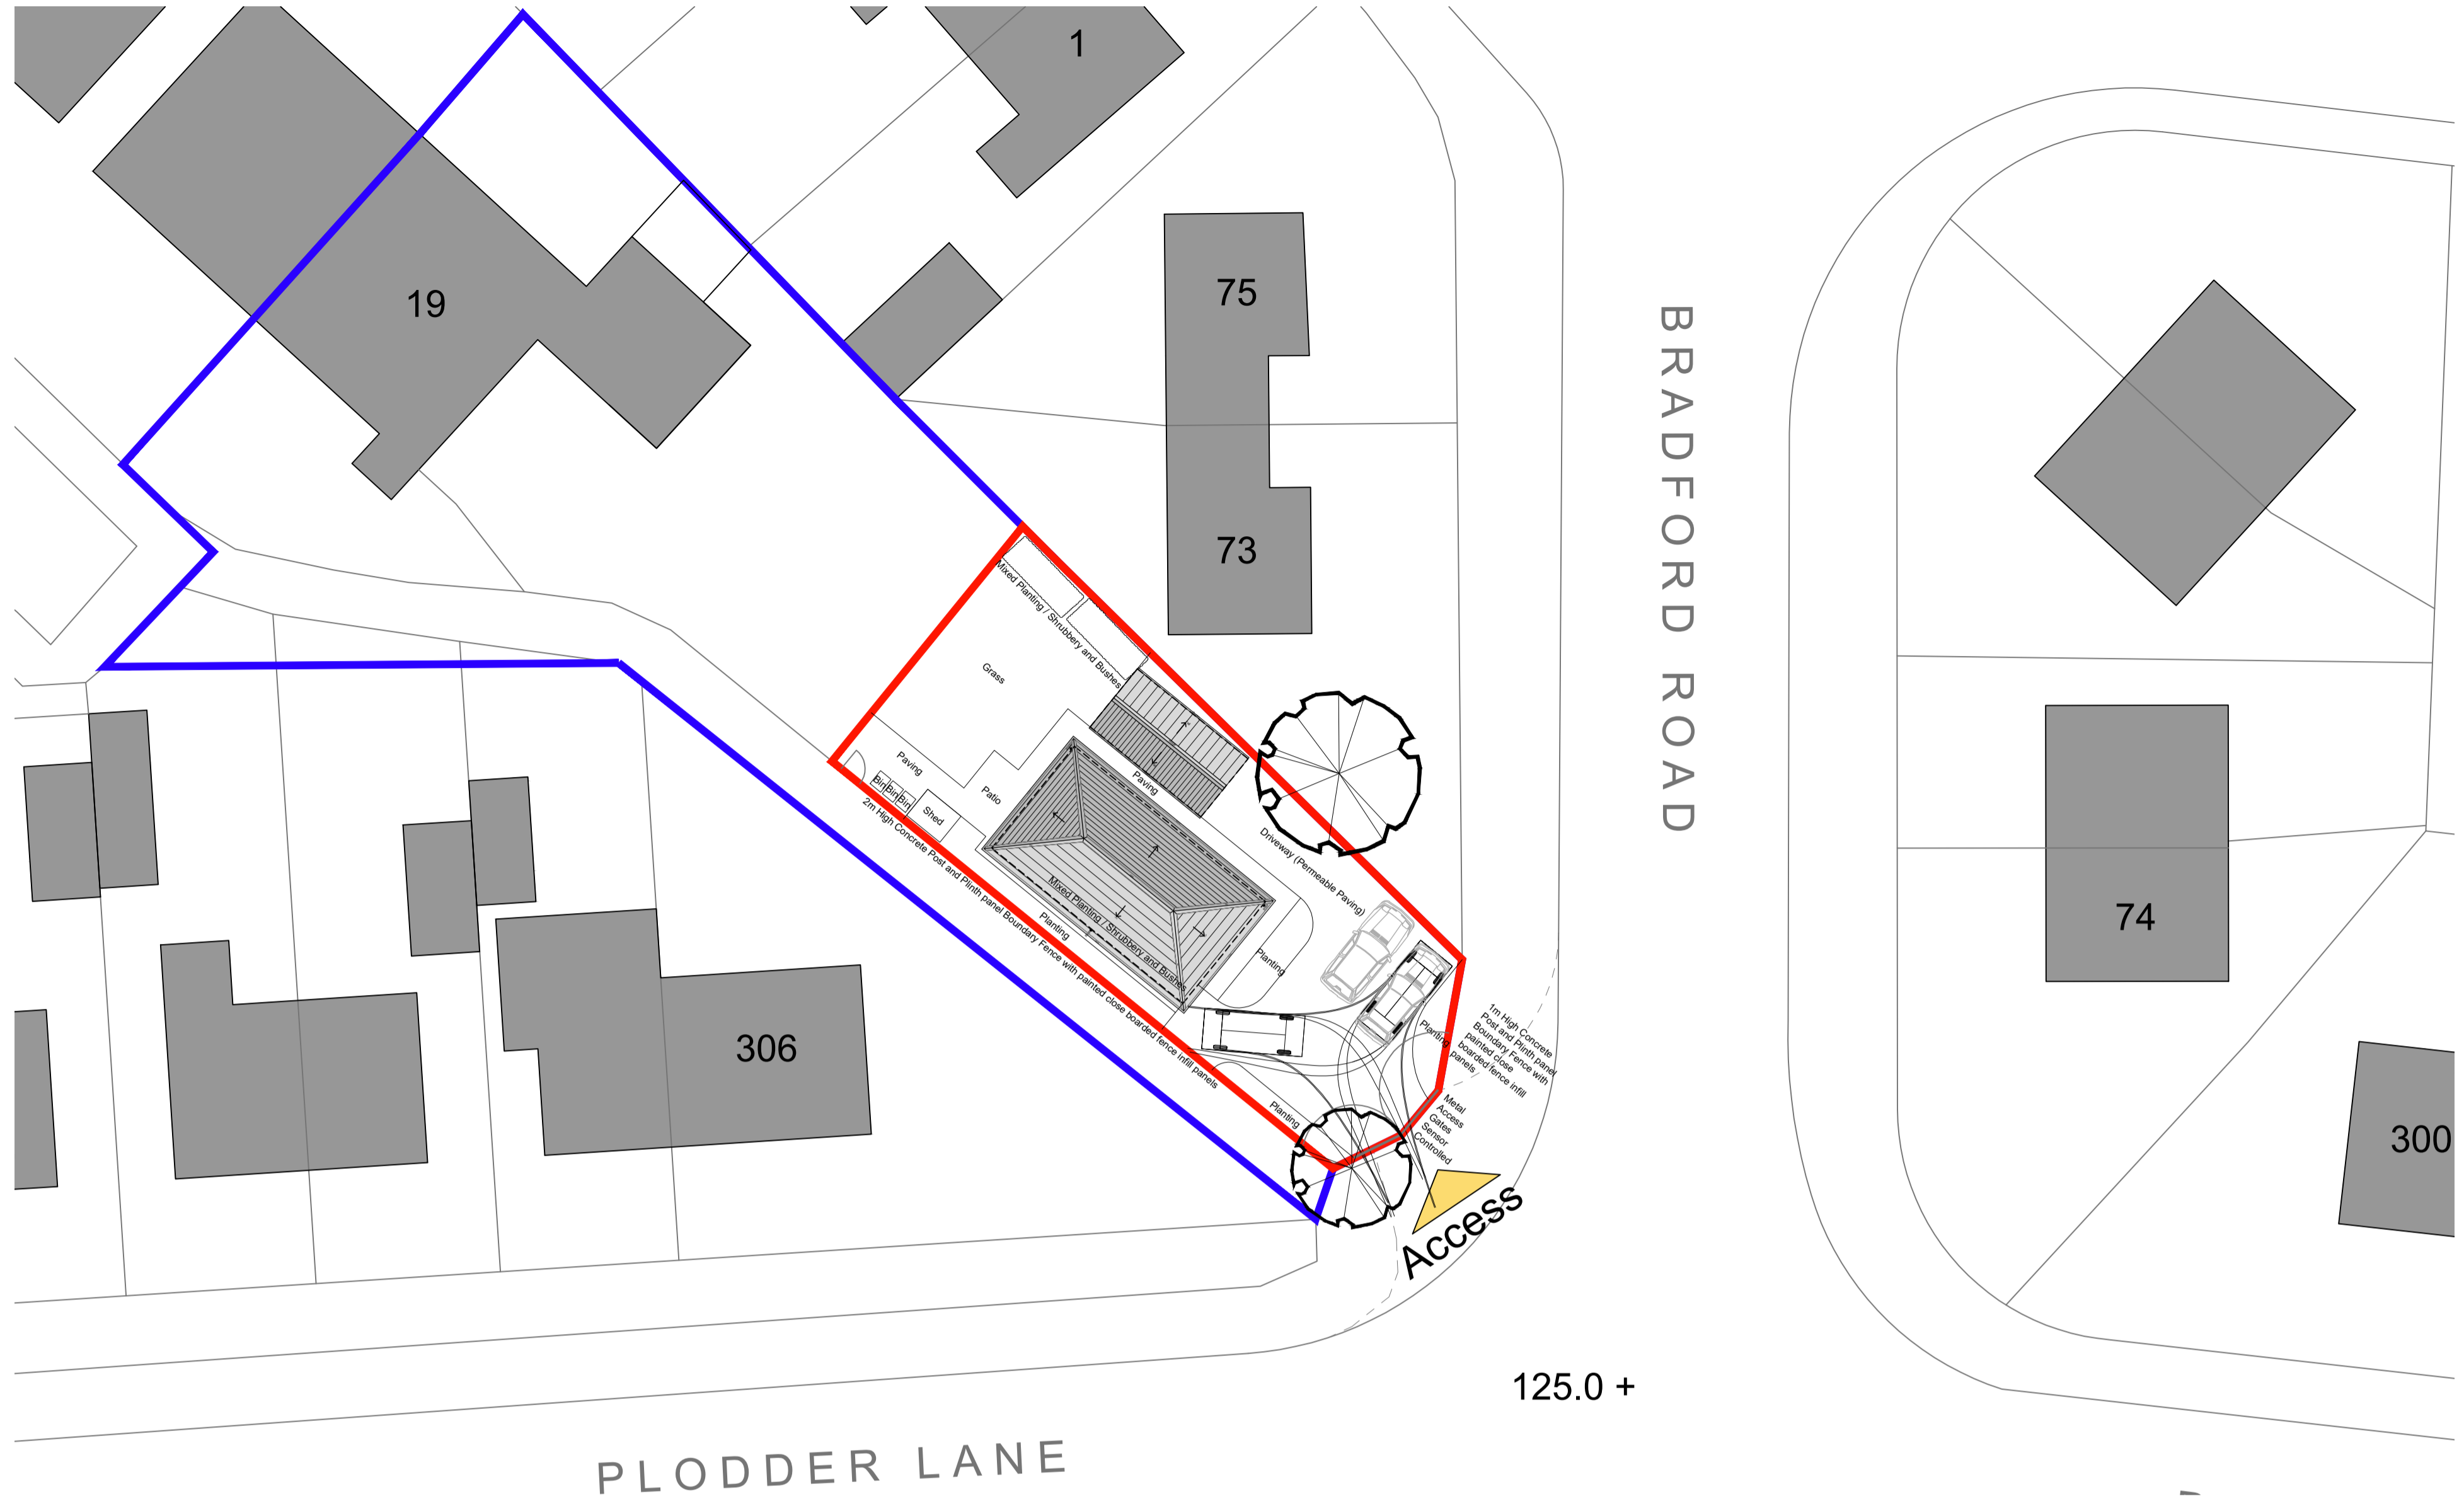 1
19
75
BRADFORD ROAD
73
Mixed Planting / Shrubbery and Bushes
Grass
Paving
Patio
Paving
Bin
Bin
Bin
Shed
Driveway (Permeable Paving)
2m High Concrete Post and Plinth panel Boundary Fence with painted close boarded fence infill panels
Mixed Planting / Shrubbery and Bushes
Planting
Planting
74
306
1m High Concrete
Post and Plinth panel
Boundary Fence with
painted close
boarded fence infill
panels
Planting
Planting
Metal
Access
Gates
Sensor
Controlled
300
Access
125.0 +
PLODDER LANE